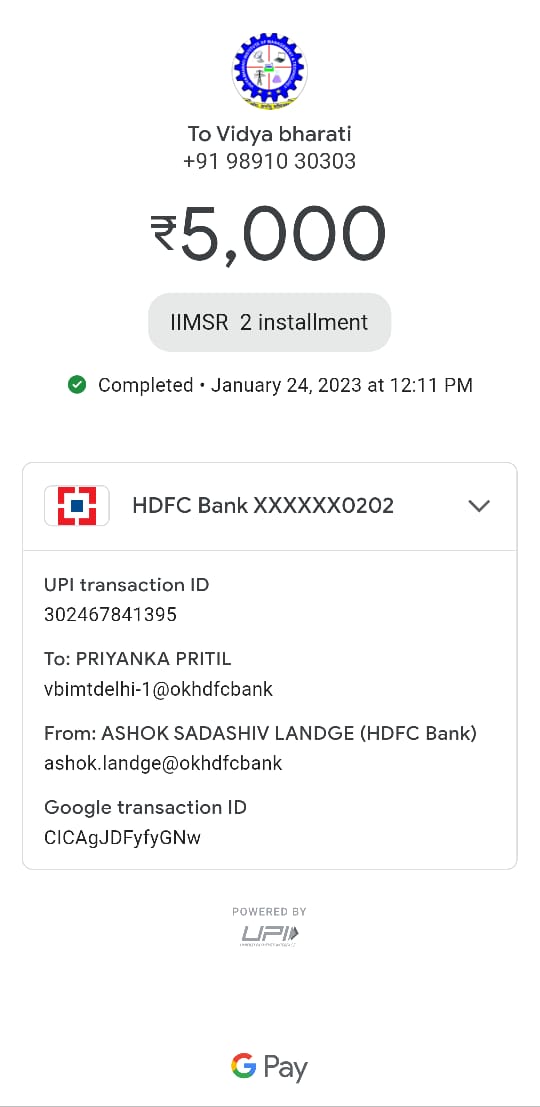 To Vidya bharati
+91 98910 30303
₹5,000
IIMSR 2 installment
Completed • January 24, 2023 at 12:11 PM
HDFC Bank XXXXXX0202
UPI transaction ID
302467841395
To: PRIYANKA PRITIL
vbimtdelhi-1@okhdfcbank
From: ASHOK SADASHIV LANDGE (HDFC Bank)
ashok.landge@okhdfcbank
Google transaction ID
CICAgJDFyfyGNw
POWERED BY
UPI
G Pay